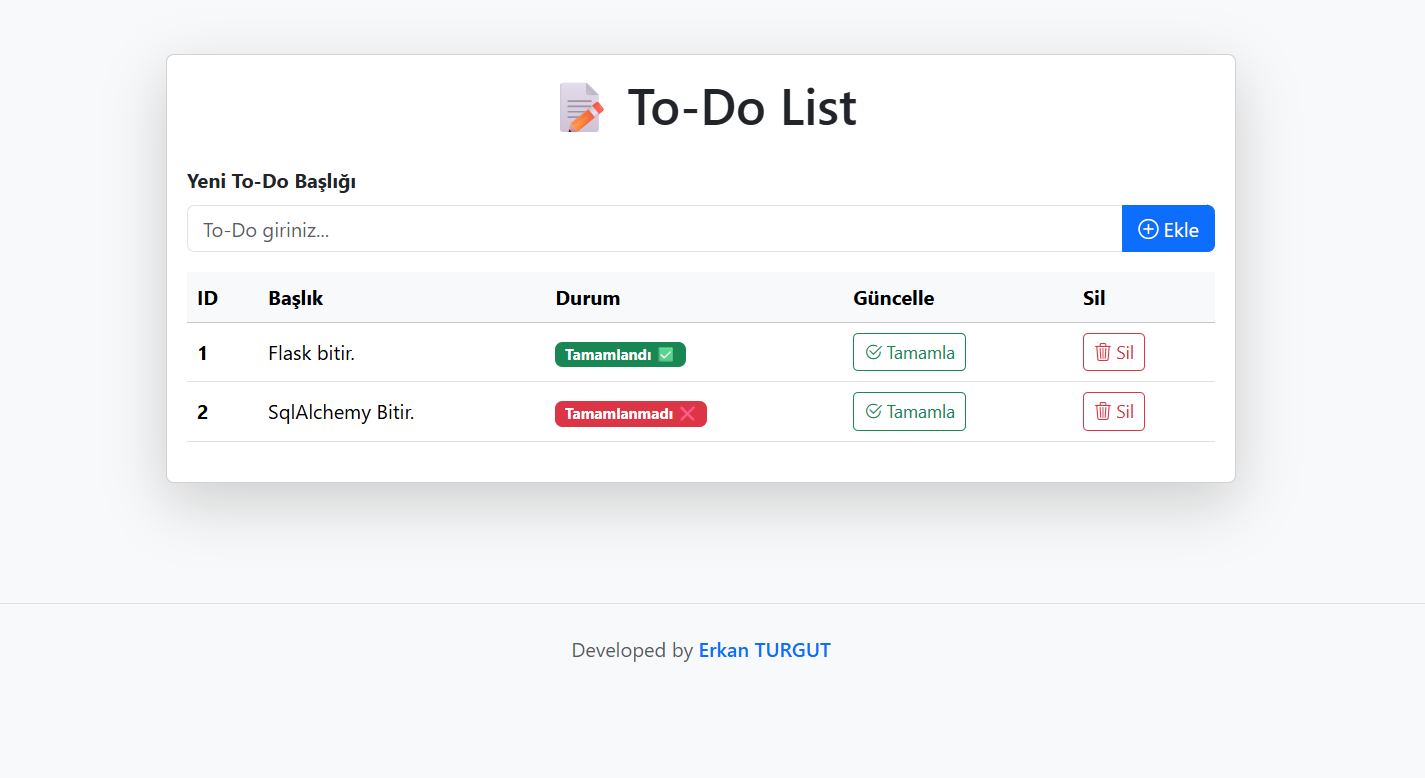 To-Do List
Yeni To-Do Başlığı
To-Do giriniz...
Ekle
ID Başlık Durum Güncelle Sil
1 Flask bitir. Tamamlandı ✅ Tamamla Sil
2 SqlAlchemy Bitir. Tamamlanmadı ❌ Tamamla Sil
Developed by Erkan TURGUT